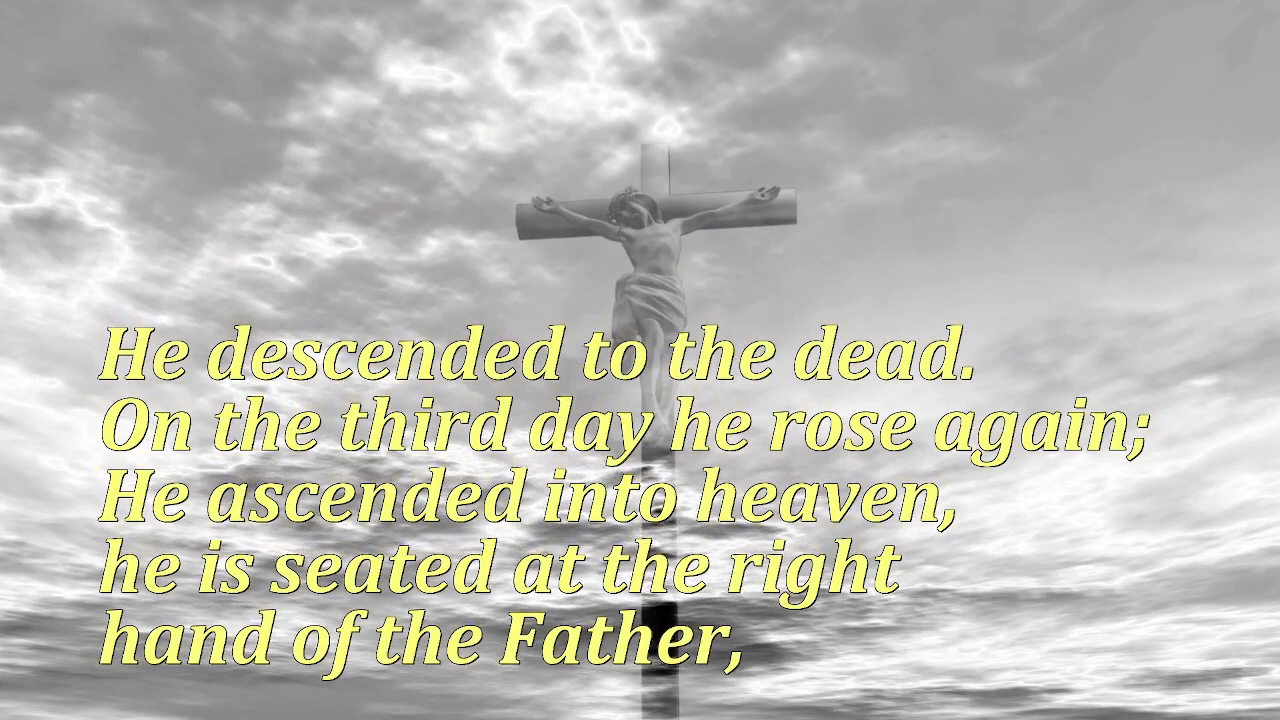 He descended to the dead.
On the third day he rose again;
He ascended into heaven,
he is seated at the right
hand of the Father,